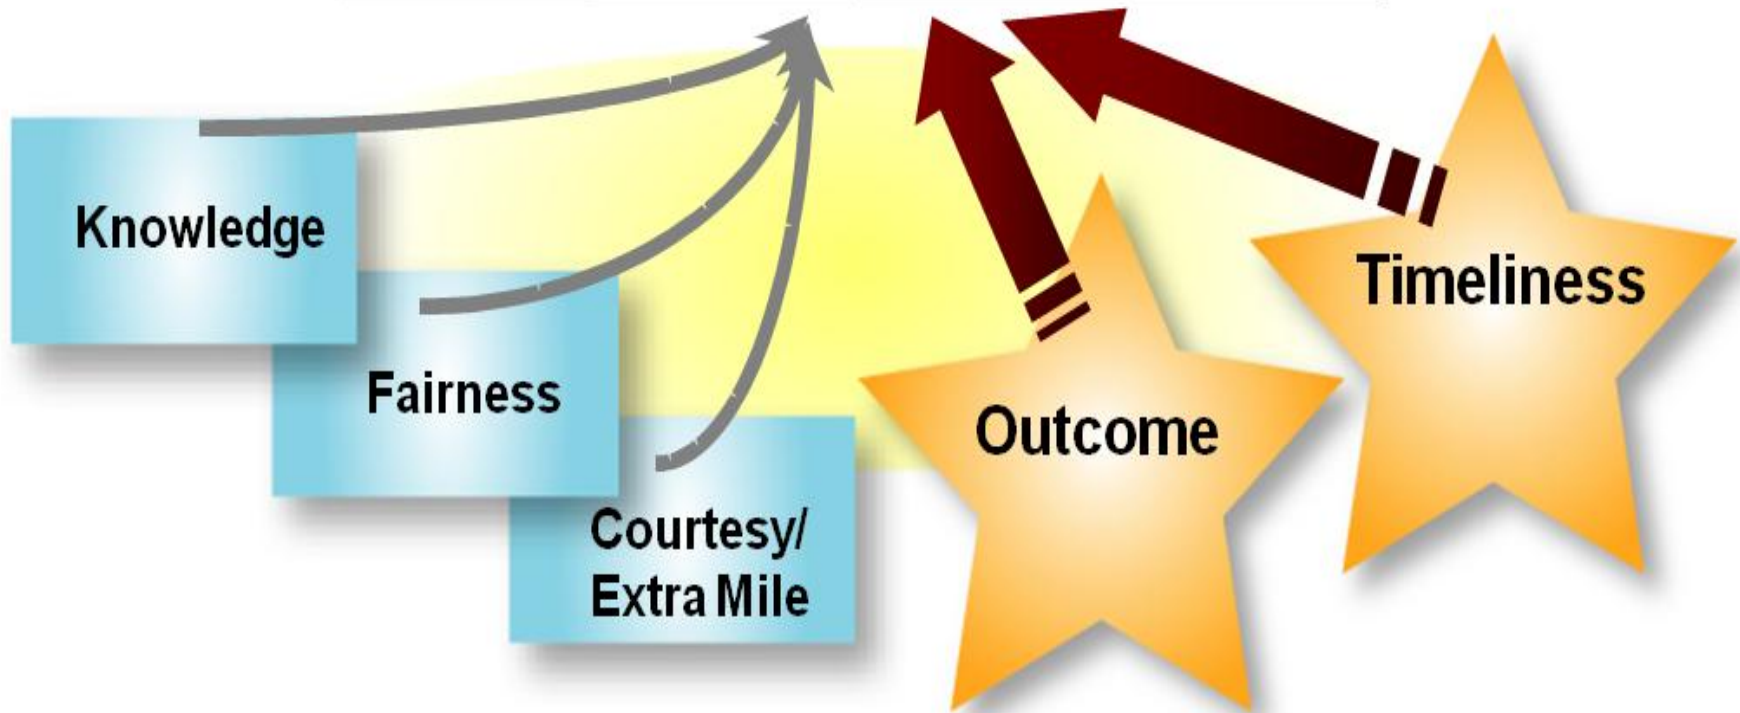 Knowledge
Fairness
Courtesy/
Extra Mile
Outcome
Timeliness